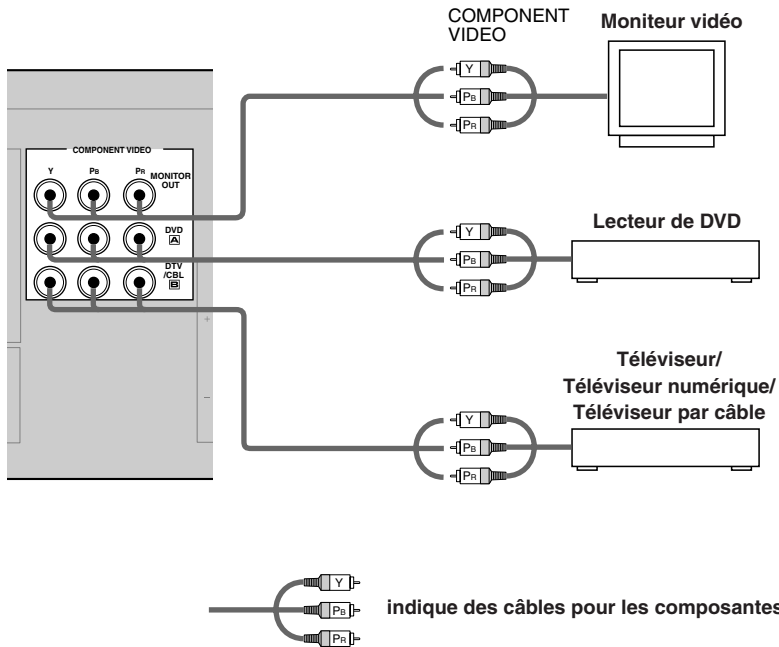 COMPONENT
VIDEO
Moniteur vidéo
Y
PB
PR
COMPONENT VIDEO
Y PB PR
MONITOR
OUT
DVD
A
DTV
/CBL
B
+
–
Lecteur de DVD
Y
PB
PR
Téléviseur/
Téléviseur numérique/
Téléviseur par câble
Y
PB
PR
Y
PB
PR
indique des câbles pour les composantes